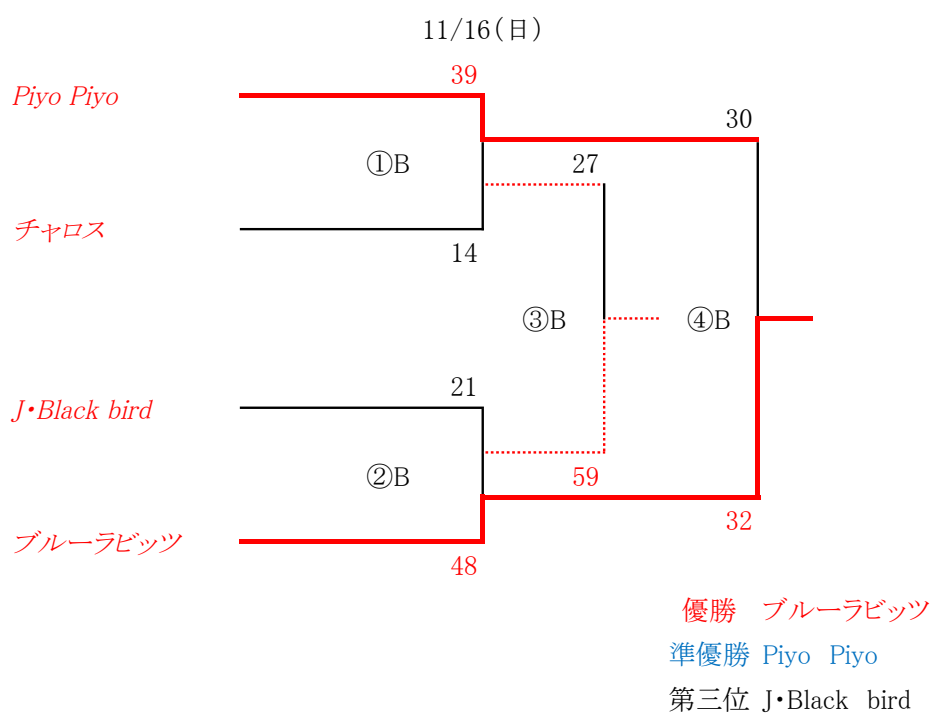 11/16(日)
39
Piyo Piyo
30
①B
27
チャロス
14
③B
④B
21
J・Black bird
②B
59
32
ブルーラビッツ
48
優勝 ブルーラビッツ
準優勝 Piyo Piyo
第三位 J・Black bird